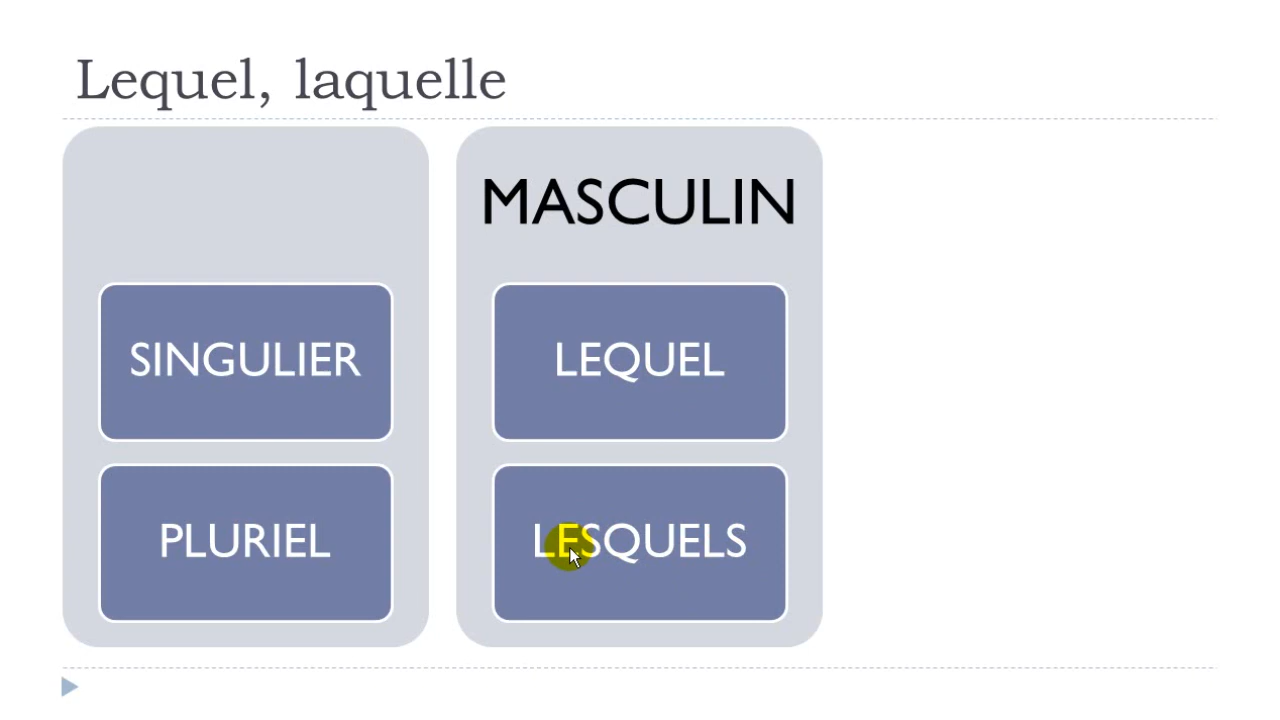 Lequel, laquelle
MASCULIN
SINGULIER
LEQUEL
PLURIEL
LESQUELS